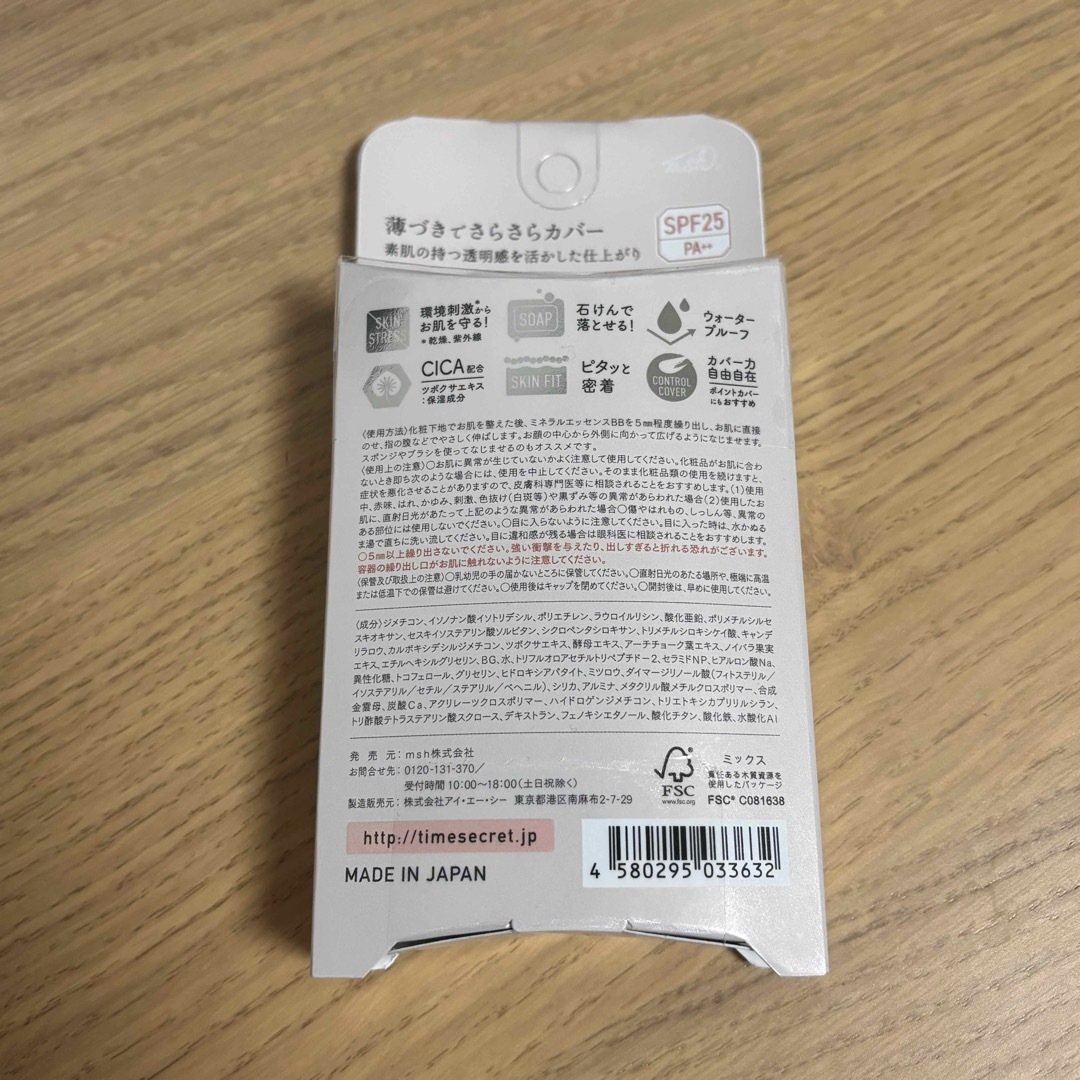 msh
薄づきでさらさらカバー
素肌の持つ透明感を活かした仕上がり
SPF25
PA++
SKIN STRESS
環境刺激*から
お肌を守る!
*乾燥、紫外線
SOAP
石けんで
落とせる!
ウォーター
プルーフ
CICA配合
ツボクサエキス
:保湿成分
SKIN FIT
ピタッと
密着
CONTROL
COVER
カバー力
自由自在
ポイントカバー
にもおすすめ
〈使用方法〉化粧下地でお肌を整えた後、ミネラルエッセンスBBを5㎜程度繰り出し、お肌に直接
のせ、指の腹などでやさしく伸ばします。お顔の中心から外側に向かって広げるようになじませます。
スポンジやブラシを使ってなじませるのもオススメです。
〈使用上の注意〉○お肌に異常が生じていないかよく注意して使用してください。化粧品がお肌に合わ
ないとき即ち次のような場合には、使用を中止してください。そのまま化粧品類の使用を続けますと、
症状を悪化させることがありますので、皮膚科専門医等に相談されることをおすすめします。(1)使用
中、赤味、はれ、かゆみ、刺激、色抜け(白斑等)や黒ずみ等の異常があらわれた場合(2)使用したお
肌に、直射日光があたって上記のような異常があらわれた場合○傷やはれもの、しっしん等、異常の
ある部位には使用しないでください。○目に入らないように注意してください。目に入った時は、水かぬる
ま湯で直ちに洗い流してください。目に違和感が残る場合は眼科医に相談されることをおすすめします。
○5㎜以上繰り出さないでください。強い衝撃を与えたり、出しすぎると折れる恐れがございます。
容器の繰り出し口がお肌に触れないように注意してください。
〈保管及び取扱上の注意〉○乳幼児の手の届かないところに保管してください。○直射日光のあたる場所や、極端に高温
または低温下での保管は避けてください。○使用後はキャップを閉めてください。○開封後は、早めに使用してください。
〈成分〉ジメチコン、イソノナン酸イソトリデシル、ポリエチレン、ラウロイルリシン、酸化亜鉛、ポリメチルシルセ
スキオキサン、セスキイソステアリン酸ソルビタン、シクロペンタシロキサン、トリメチルシロキシケイ酸、キャンデ
リラロウ、カルボキシデシルジメチコン、ツボクサエキス、酵母エキス、アーチチョーク葉エキス、ノイバラ果実
エキス、エチルヘキシルグリセリン、BG、水、トリフルオロアセチルトリペプチド-2、セラミドNP、ヒアルロン酸Na、
異性化糖、トコフェロール、グリセリン、ヒドロキシアパタイト、ミツロウ、ダイマージリノール酸(フィトステリル/
イソステアリル/セチル/ステアリル/ベヘニル)、シリカ、アルミナ、メタクリル酸メチルクロスポリマー、合成
金雲母、炭酸Ca、アクリレーツクロスポリマー、ハイドロゲンジメチコン、トリエトキシカプリリルシラン、
トリ酢酸テトラステアリン酸スクロース、デキストラン、フェノキシエタノール、酸化チタン、酸化鉄、水酸化Al
発売元:msh株式会社
お問合せ先:0120-131-370/
受付時間10:00~18:00(土日祝除く)
製造販売元:株式会社アイ・エー・シー 東京都港区南麻布2-7-29
FSC
www.fsc.org
ミックス
責任ある木質資源を
使用したパッケージ
FSC® C081638
http://timesecret.jp
MADE IN JAPAN
4 580295 033632